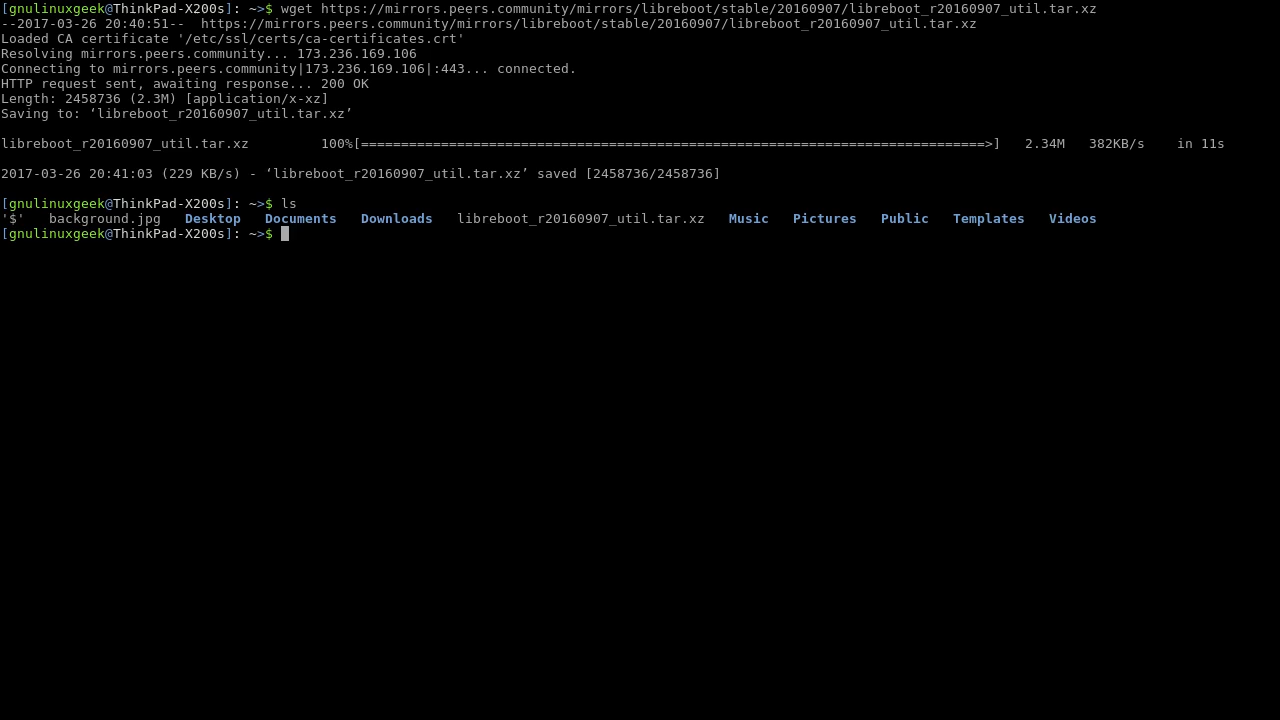 [gnulinuxgeek@ThinkPad-X200s]: ~>$ wget https://mirrors.peers.community/mirrors/libreboot/stable/20160907/libreboot_r20160907_util.tar.xz
--2017-03-26 20:40:51--  https://mirrors.peers.community/mirrors/libreboot/stable/20160907/libreboot_r20160907_util.tar.xz
Loaded CA certificate '/etc/ssl/certs/ca-certificates.crt'
Resolving mirrors.peers.community... 173.236.169.106
Connecting to mirrors.peers.community|173.236.169.106|:443... connected.
HTTP request sent, awaiting response... 200 OK
Length: 2458736 (2.3M) [application/x-xz]
Saving to: ‘libreboot_r20160907_util.tar.xz’
libreboot_r20160907_util.tar.xz         100%[==============================================================================>]   2.34M   382KB/s    in 11s
2017-03-26 20:41:03 (229 KB/s) - ‘libreboot_r20160907_util.tar.xz’ saved [2458736/2458736]
[gnulinuxgeek@ThinkPad-X200s]: ~>$ ls
'$'   background.jpg   Desktop   Documents   Downloads   libreboot_r20160907_util.tar.xz   Music   Pictures   Public   Templates   Videos
[gnulinuxgeek@ThinkPad-X200s]: ~>$